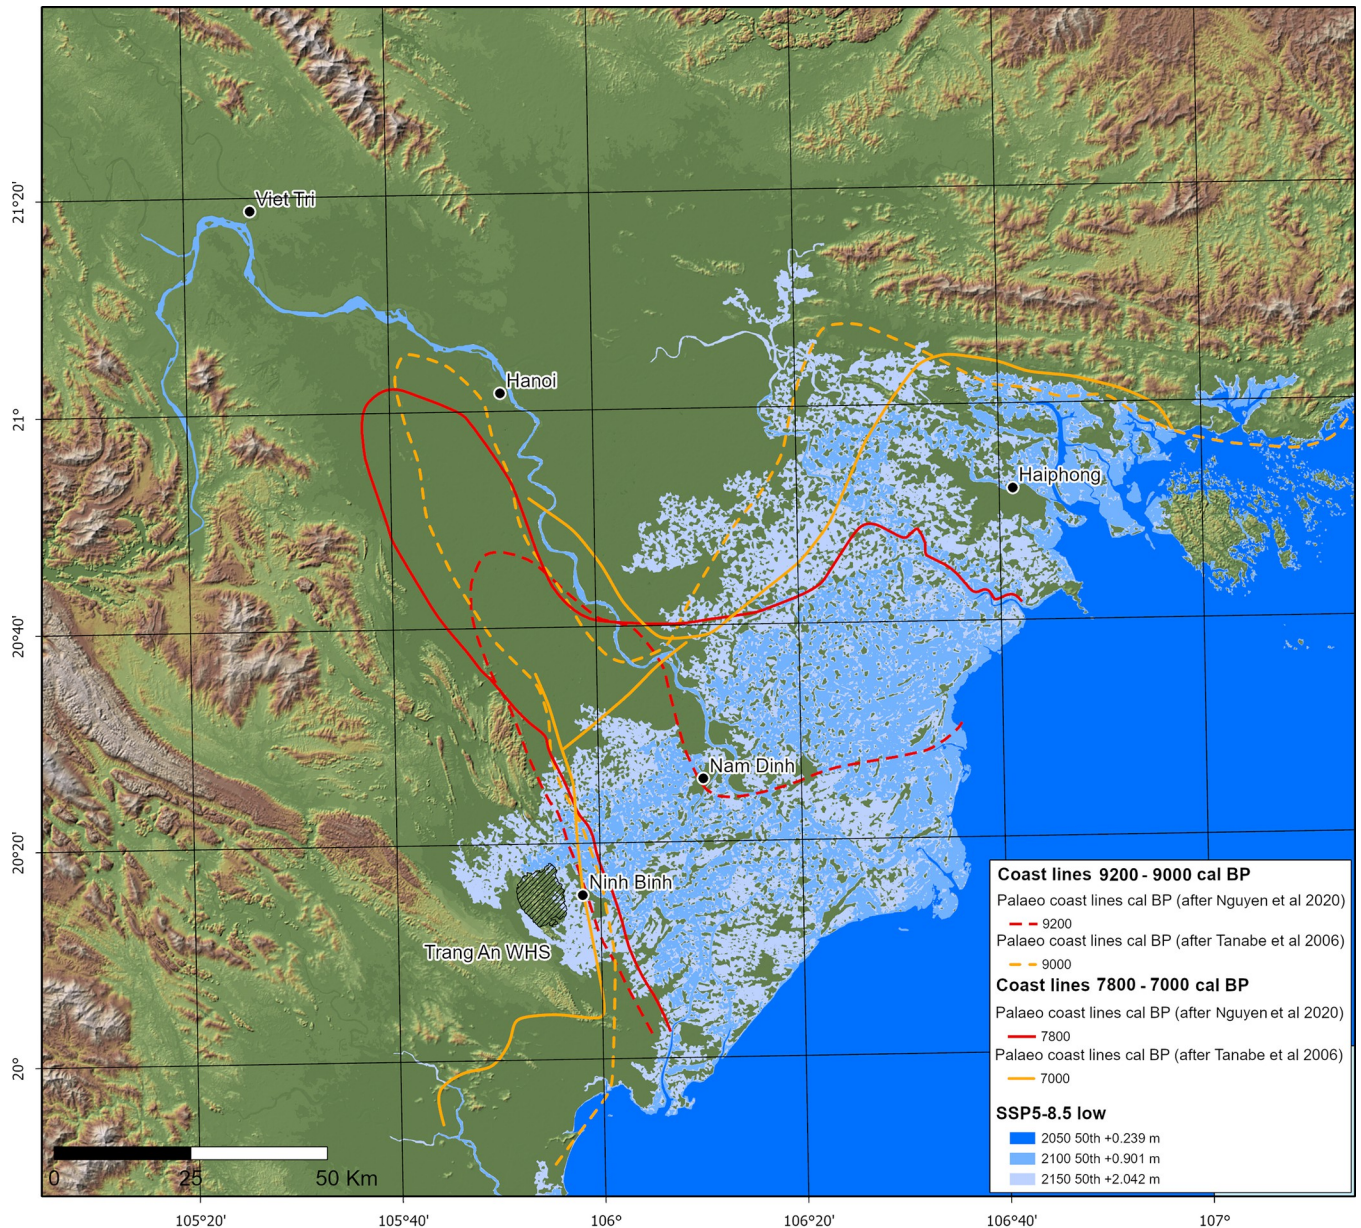 21°20'
21°
20°40'
20°20'
20°
Viet Tri
Hanoi
Haiphong
Nam Dinh
Ninh Binh
Trang An WHS
Coast lines 9200 - 9000 cal BP
Palaeo coast lines cal BP (after Nguyen et al 2020)
9200
Palaeo coast lines cal BP (after Tanabe et al 2006)
9000
Coast lines 7800 - 7000 cal BP
Palaeo coast lines cal BP (after Nguyen et al 2020)
7800
Palaeo coast lines cal BP (after Tanabe et al 2006)
7000
SSP5-8.5 low
2050 50th +0.239 m
2100 50th +0.901 m
2150 50th +2.042 m
0 25 50 Km
105°20' 105°40' 106° 106°20' 106°40' 107°